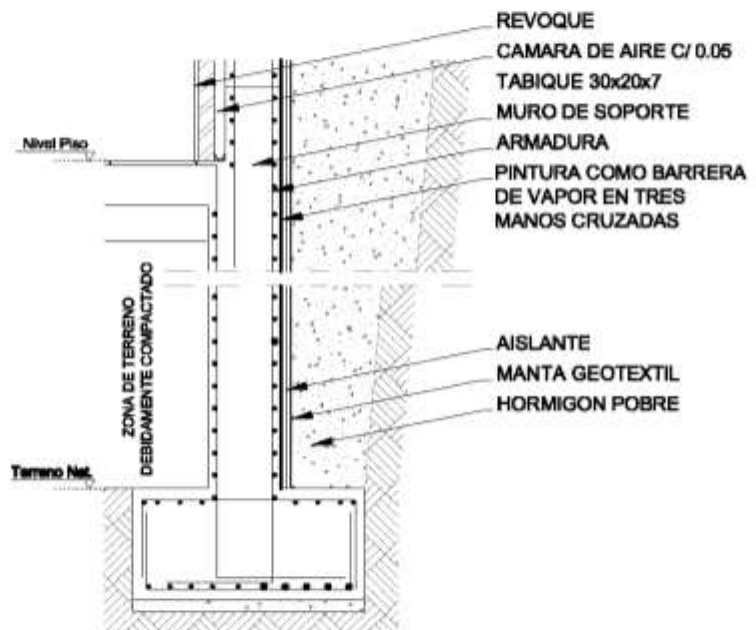 REVOQUE
CAMARA DE AIRE C/ 0.05
TABIQUE 30x20x7
MURO DE SOPORTE
ARMADURA
PINTURA COMO BARRERA
DE VAPOR EN TRES
MANOS CRUZADAS
Nivel Piso
ZONA DE TERRENO
DEBIDAMENTE COMPACTADO
AISLANTE
MANTA GEOTEXTIL
HORMIGON POBRE
Terreno Nat.